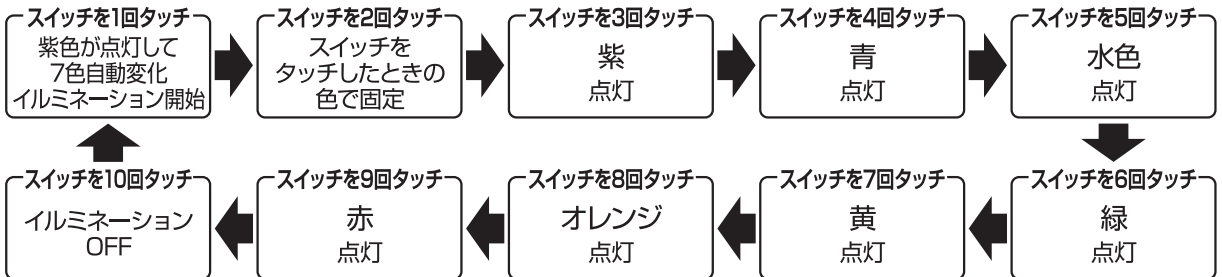 スイッチを1回タッチ
紫色が点灯して
7色自動変化
イルミネーション開始
スイッチを2回タッチ
スイッチを
タッチしたときの
色で固定
スイッチを3回タッチ
紫
点灯
スイッチを4回タッチ
青
点灯
スイッチを5回タッチ
水色
点灯
スイッチを6回タッチ
緑
点灯
スイッチを7回タッチ
黄
点灯
スイッチを8回タッチ
オレンジ
点灯
スイッチを9回タッチ
赤
点灯
スイッチを10回タッチ
イルミネーション
OFF